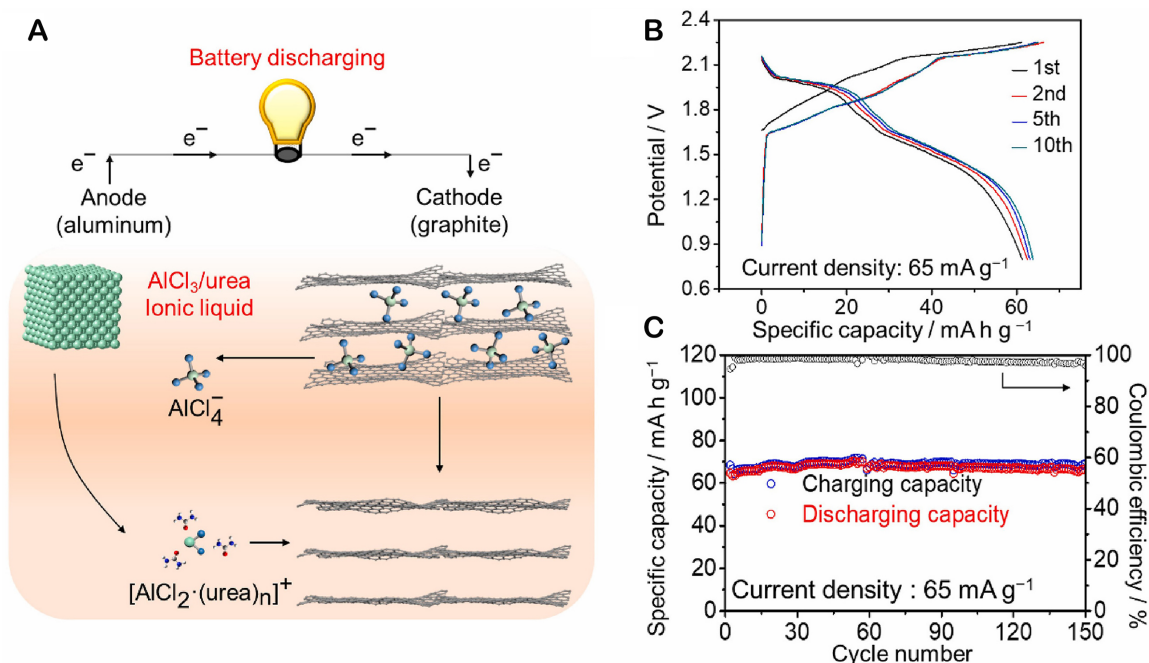 A
Battery discharging
e⁻
e⁻
e⁻
e⁻
Anode
(aluminum)
Cathode
(graphite)
AlCl₃/urea
Ionic liquid
AlCl₄⁻
[AlCl₂·(urea)ₙ]⁺
B
2.4
2.1
1.8
1.5
1.2
0.9
0.6
Potential / V
1st
2nd
5th
10th
Current density: 65 mA g⁻¹
0 20 40 60
Specific capacity / mA h g⁻¹
C
120
100
80
60
40
20
0
Specific capacity / mA h g⁻¹
Charging capacity
Discharging capacity
Current density : 65 mA g⁻¹
100
80
60
40
20
0
Coulombic efficiency / %
0 30 60 90 120 150
Cycle number